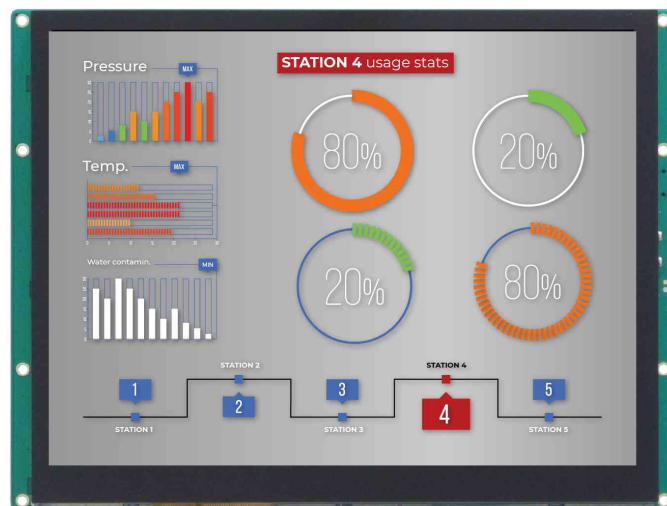 STATION 4 usage stats
Pressure
MAX
80%
20%
Temp.
MAX
Water contamin.
MIN
20%
80%
STATION 2
STATION 4
1
3
5
2
4
STATION 1
STATION 3
STATION 5